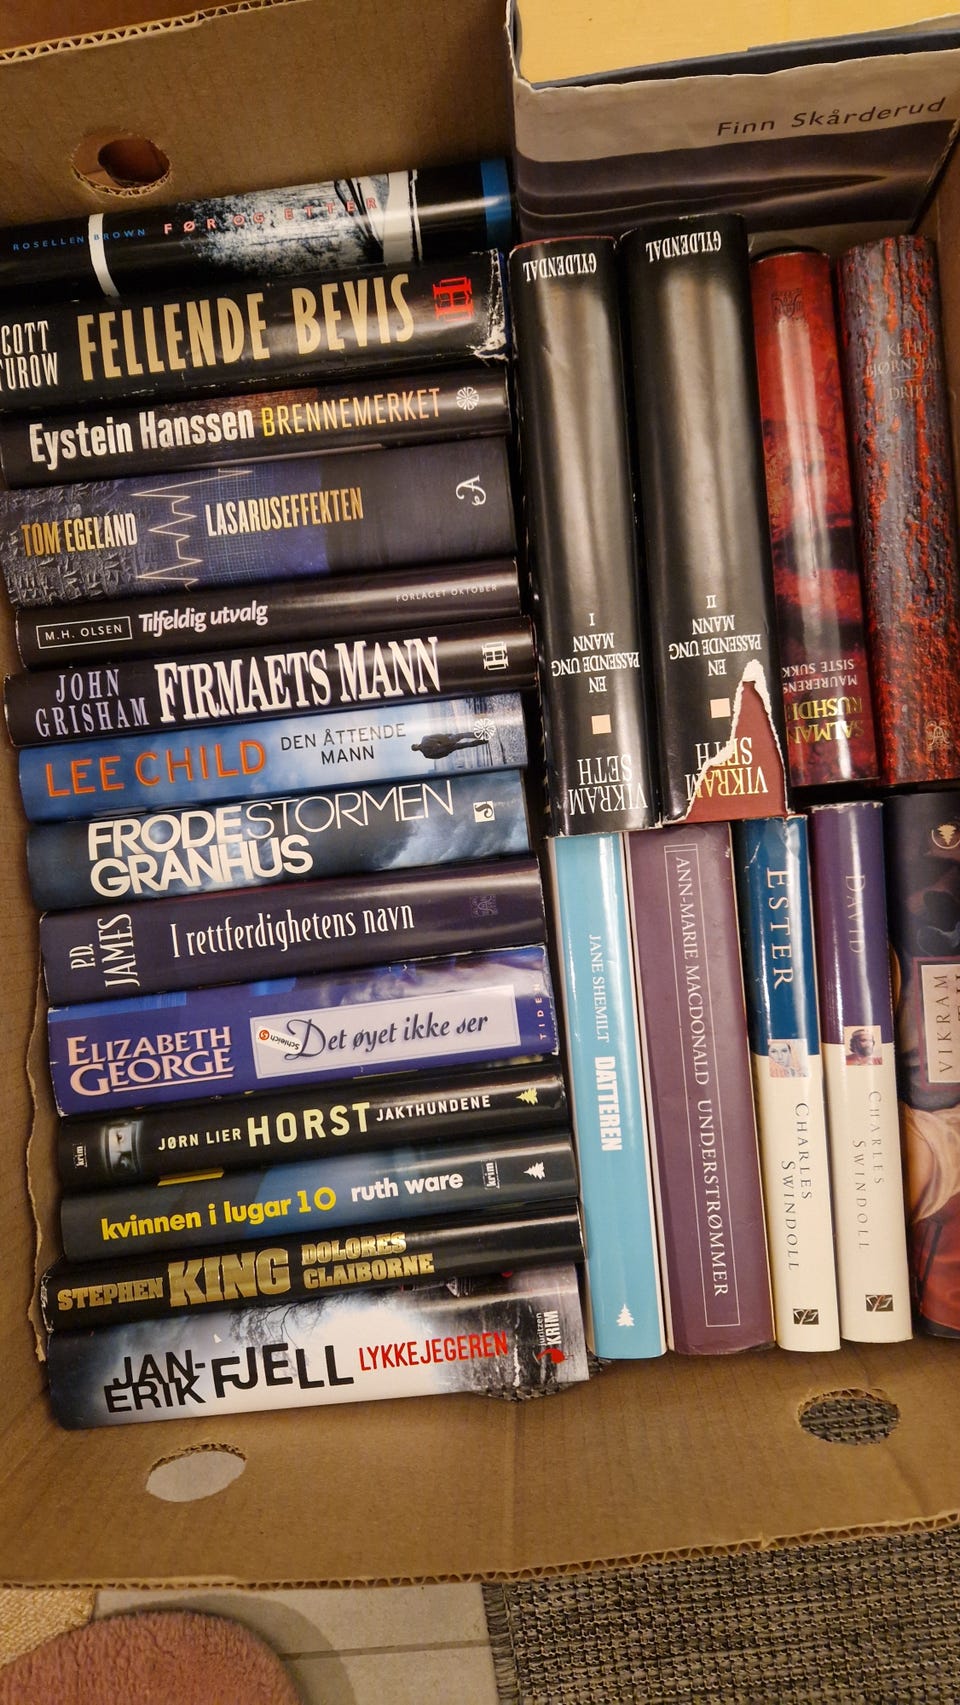 Finn Skårderud
ROSELLEN BROWN FØR OG ETTER
SCOTT
TUROW
FELLENDE BEVIS
Eystein Hanssen BRENNEMERKET
TOM EGELAND LASARUSEFFEKTEN
M.H. OLSEN Tilfeldig utvalg FORLAGET OKTOBER
JOHN
GRISHAM
FIRMAETS MANN
LEE CHILD
DEN ÅTTENDE
MANN
FRODE
GRANHUS
STORMEN
P.D.
JAMES
I rettferdighetens navn
ELIZABETH
GEORGE
Schleich
Det øyet ikke ser
TIDEN
krim
JØRN LIER HORST JAKTHUNDENE
kvinnen i lugar 10 ruth ware
krim
STEPHEN KING
DOLORES
CLAIBORNE
JAN-
ERIK
FJELL
LYKKEJEGEREN
KRIM
VIKRAM
SETH
EN
PASSENDE UNG
MANN
I
GYLDENDAL
VIKRAM
SETH
EN
PASSENDE UNG
MANN
II
GYLDENDAL
SALMAN
RUSHDIE
MAURERENS
SISTE SUKK
KETIL
BJØRNSTAD
DRIFT
JANE SHEMILT DATTEREN
ANN-MARIE MACDONALD UNDERSTRØMMER
ESTER
CHARLES
SWINDOLL
DAVID
CHARLES
SWINDOLL
VIKRAM